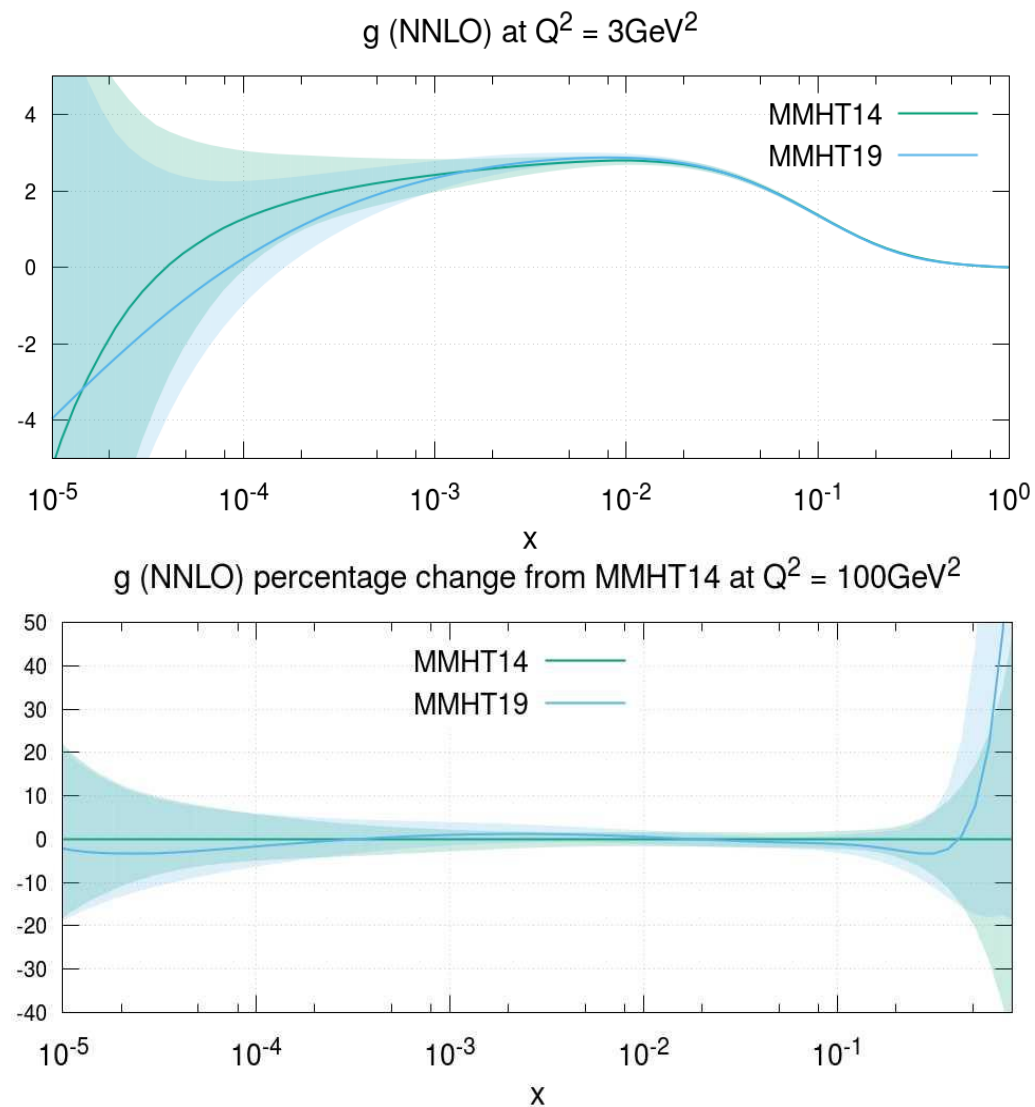 g (NNLO) at Q² = 3GeV²
MMHT14
MMHT19
4
2
0
-2
-4
10⁻⁵ 10⁻⁴ 10⁻³ 10⁻² 10⁻¹ 10⁰
x
g (NNLO) percentage change from MMHT14 at Q² = 100GeV²
MMHT14
MMHT19
50
40
30
20
10
0
-10
-20
-30
-40
10⁻⁵ 10⁻⁴ 10⁻³ 10⁻² 10⁻¹
x